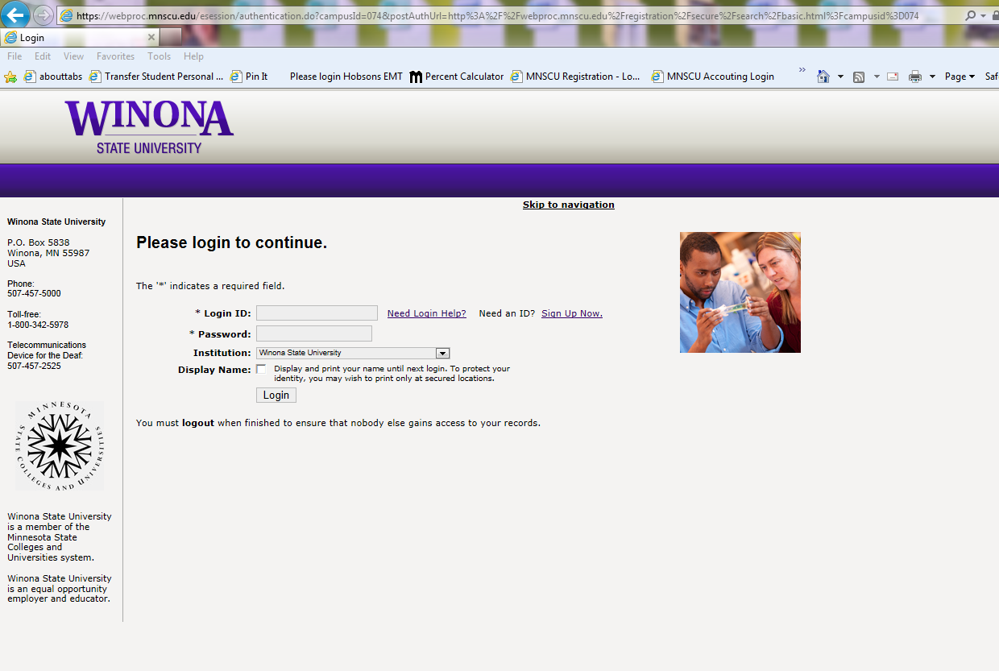 https://webproc.mnscu.edu/esession/authentication.do?campusId=074&postAuthUrl=http%3A%2F%2Fwebproc.mnscu.edu%2Fregistration%2Fsecure%2Fsearch%2Fbasic.html%3Fcampusid%3D074
Login
File Edit View Favorites Tools Help
abouttabs Transfer Student Personal ... Pin It Please login Hobsons EMT Percent Calculator MNSCU Registration - Lo... MNSCU Accouting Login » Page Saf
WINONA
STATE UNIVERSITY
Skip to navigation
Winona State University
P.O. Box 5838
Winona, MN 55987
USA
Phone:
507-457-5000
Toll-free:
1-800-342-5978
Telecommunications
Device for the Deaf:
507-457-2525
MINNESOTA
STATE COLLEGES AND UNIVERSITIES
Winona State University
is a member of the
Minnesota State
Colleges and
Universities system.
Winona State University
is an equal opportunity
employer and educator.
Please login to continue.
The '*' indicates a required field.
* Login ID: Need Login Help? Need an ID? Sign Up Now.
* Password:
Institution: Winona State University
Display Name: Display and print your name until next login. To protect your
identity, you may wish to print only at secured locations.
Login
You must logout when finished to ensure that nobody else gains access to your records.